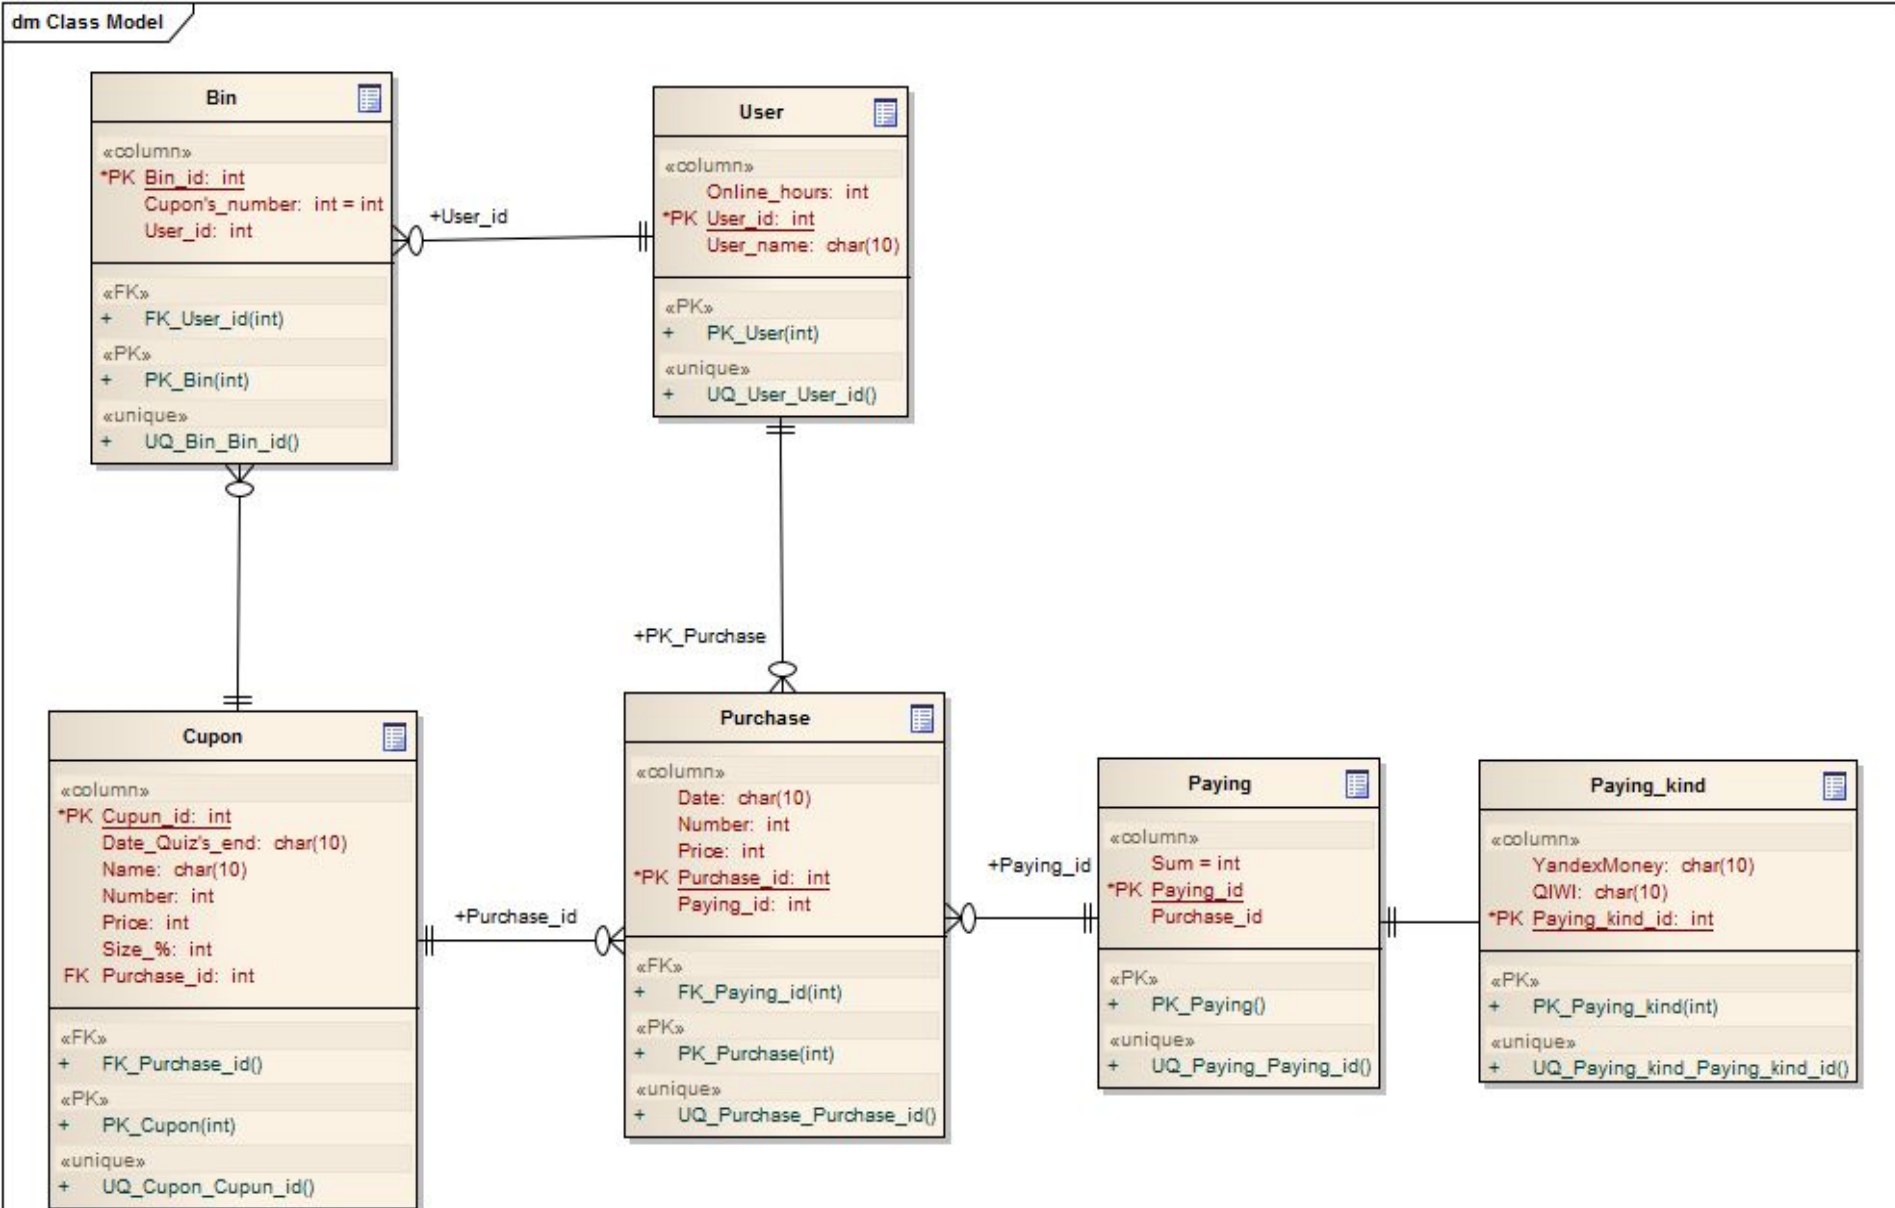 dm Class Model
Bin
«column»
*PK Bin_id: int
Cupon's_number: int = int
User_id: int
«FK»
+ FK_User_id(int)
«PK»
+ PK_Bin(int)
«unique»
+ UQ_Bin_Bin_id()
+User_id
User
«column»
Online_hours: int
*PK User_id: int
User_name: char(10)
«PK»
+ PK_User(int)
«unique»
+ UQ_User_User_id()
+PK_Purchase
Cupon
«column»
*PK Cupun_id: int
Date_Quiz's_end: char(10)
Name: char(10)
Number: int
Price: int
Size_%: int
FK Purchase_id: int
«FK»
+ FK_Purchase_id()
«PK»
+ PK_Cupon(int)
«unique»
+ UQ_Cupon_Cupun_id()
+Purchase_id
Purchase
«column»
Date: char(10)
Number: int
Price: int
*PK Purchase_id: int
Paying_id: int
«FK»
+ FK_Paying_id(int)
«PK»
+ PK_Purchase(int)
«unique»
+ UQ_Purchase_Purchase_id()
+Paying_id
Paying
«column»
Sum = int
*PK Paying_id
Purchase_id
«PK»
+ PK_Paying()
«unique»
+ UQ_Paying_Paying_id()
Paying_kind
«column»
YandexMoney: char(10)
QIWI: char(10)
*PK Paying_kind_id: int
«PK»
+ PK_Paying_kind(int)
«unique»
+ UQ_Paying_kind_Paying_kind_id()